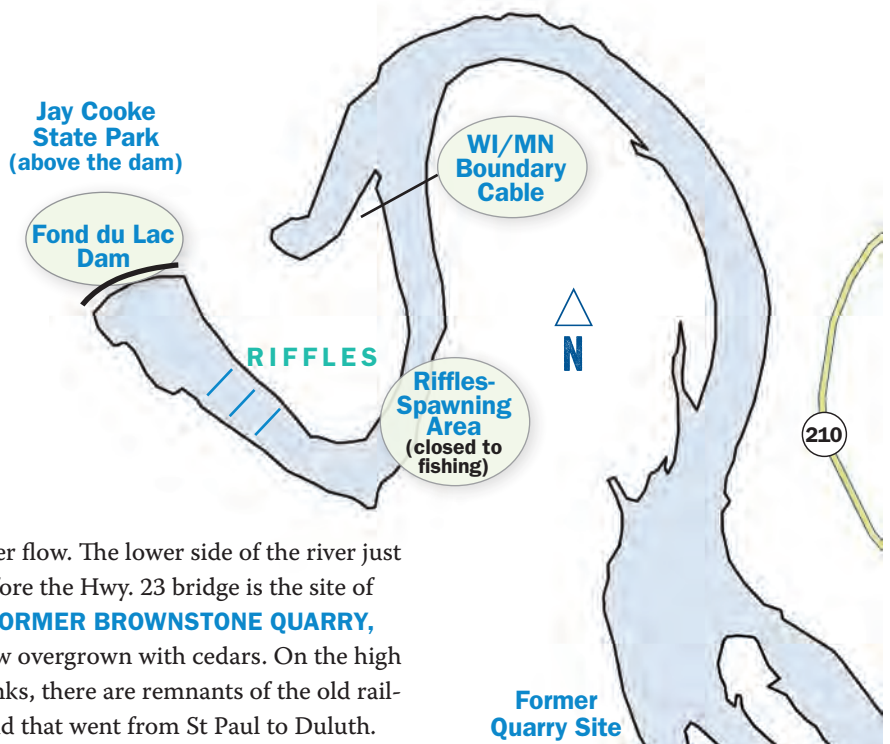 Jay Cooke
State Park
(above the dam)
WI/MN
Boundary
Cable
Fond du Lac
Dam
N
RIFFLES
Riffles-
Spawning
Area
(closed to
fishing)
210
er flow. The lower side of the river just
ore the Hwy. 23 bridge is the site of
ORMER BROWNSTONE QUARRY,
w overgrown with cedars. On the high
nks, there are remnants of the old rail-
d that went from St Paul to Duluth.
Former
Quarry Site